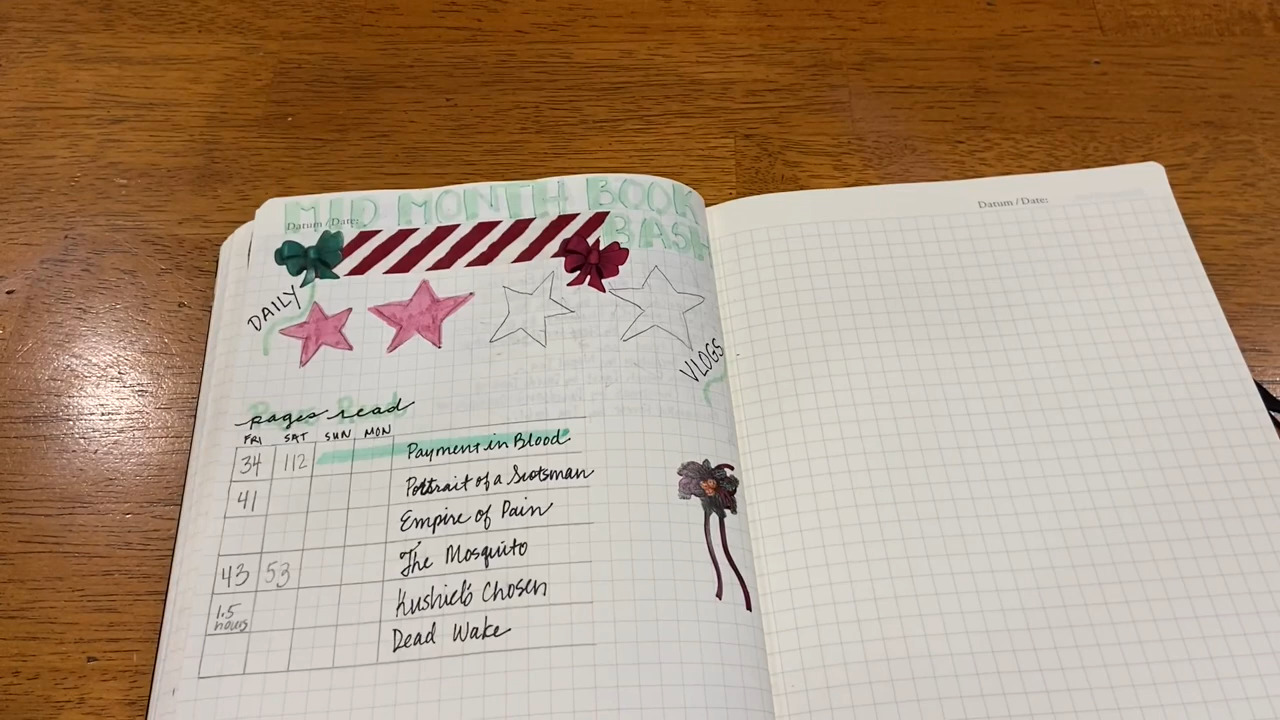 MID MONTH BOOK
Datum / Date:
BASH
Datum / Date:
DAILY
VLOGS
pages read
FRI SAT SUN MON
34 112 Payment in Blood
41 Portrait of a Scotsman
Empire of Pain
43 53 The Mosquito
1.5 hours Kushiel's Chosen
Dead Wake